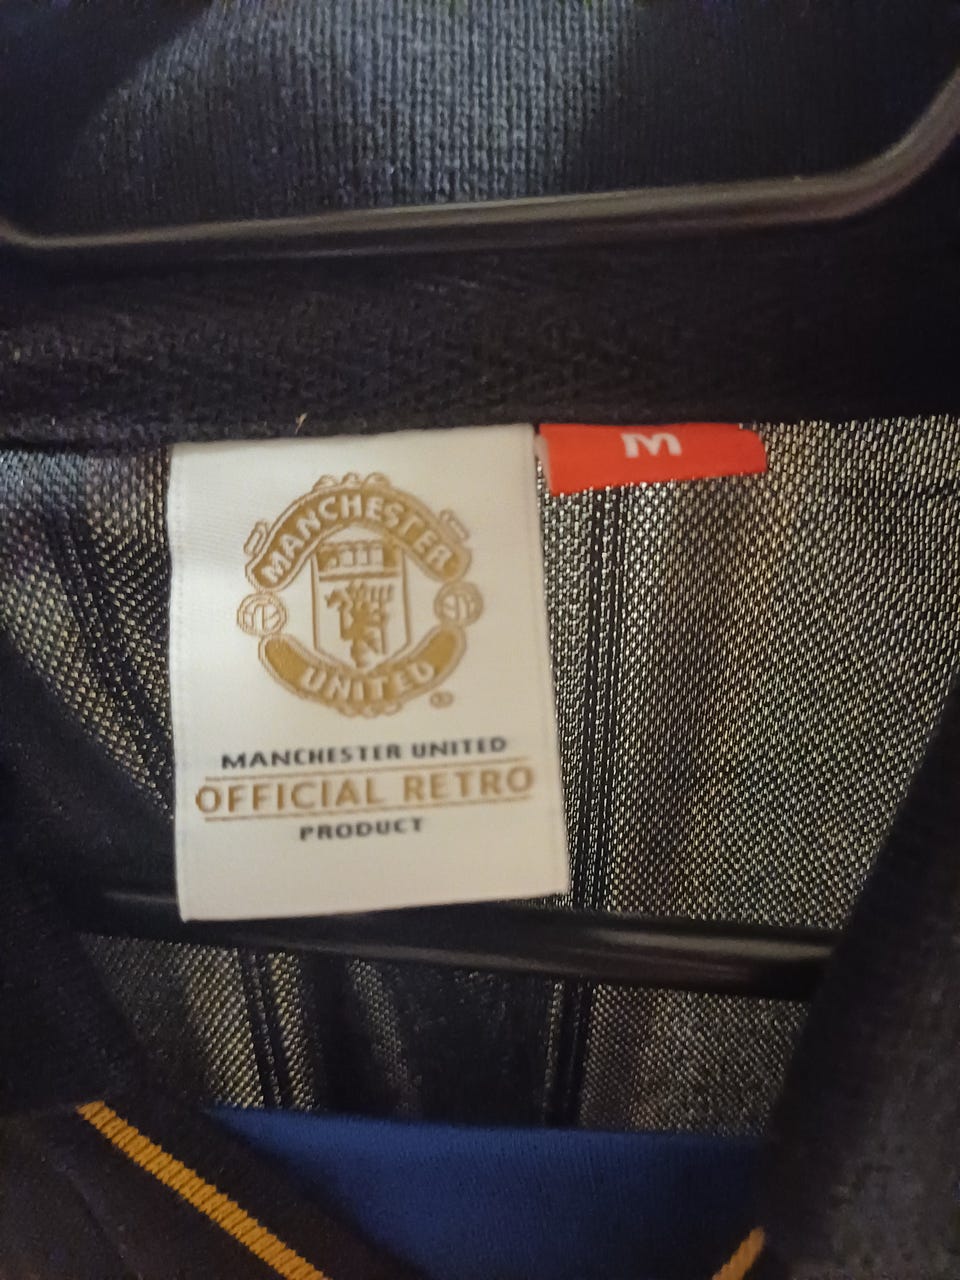 M
MANCHESTER
UNITED
®
MANCHESTER UNITED
OFFICIAL RETRO
PRODUCT